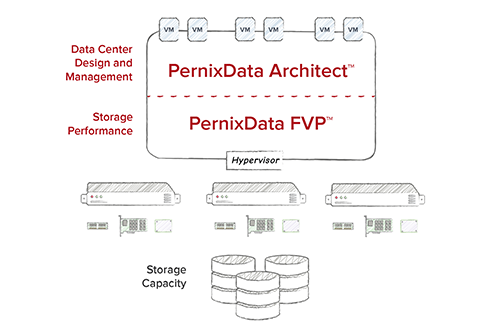 VM VM VM VM VM VM
Data Center
Design and
Management
PernixData Architect™
Storage
Performance
PernixData FVP™
Hypervisor
Storage
Capacity